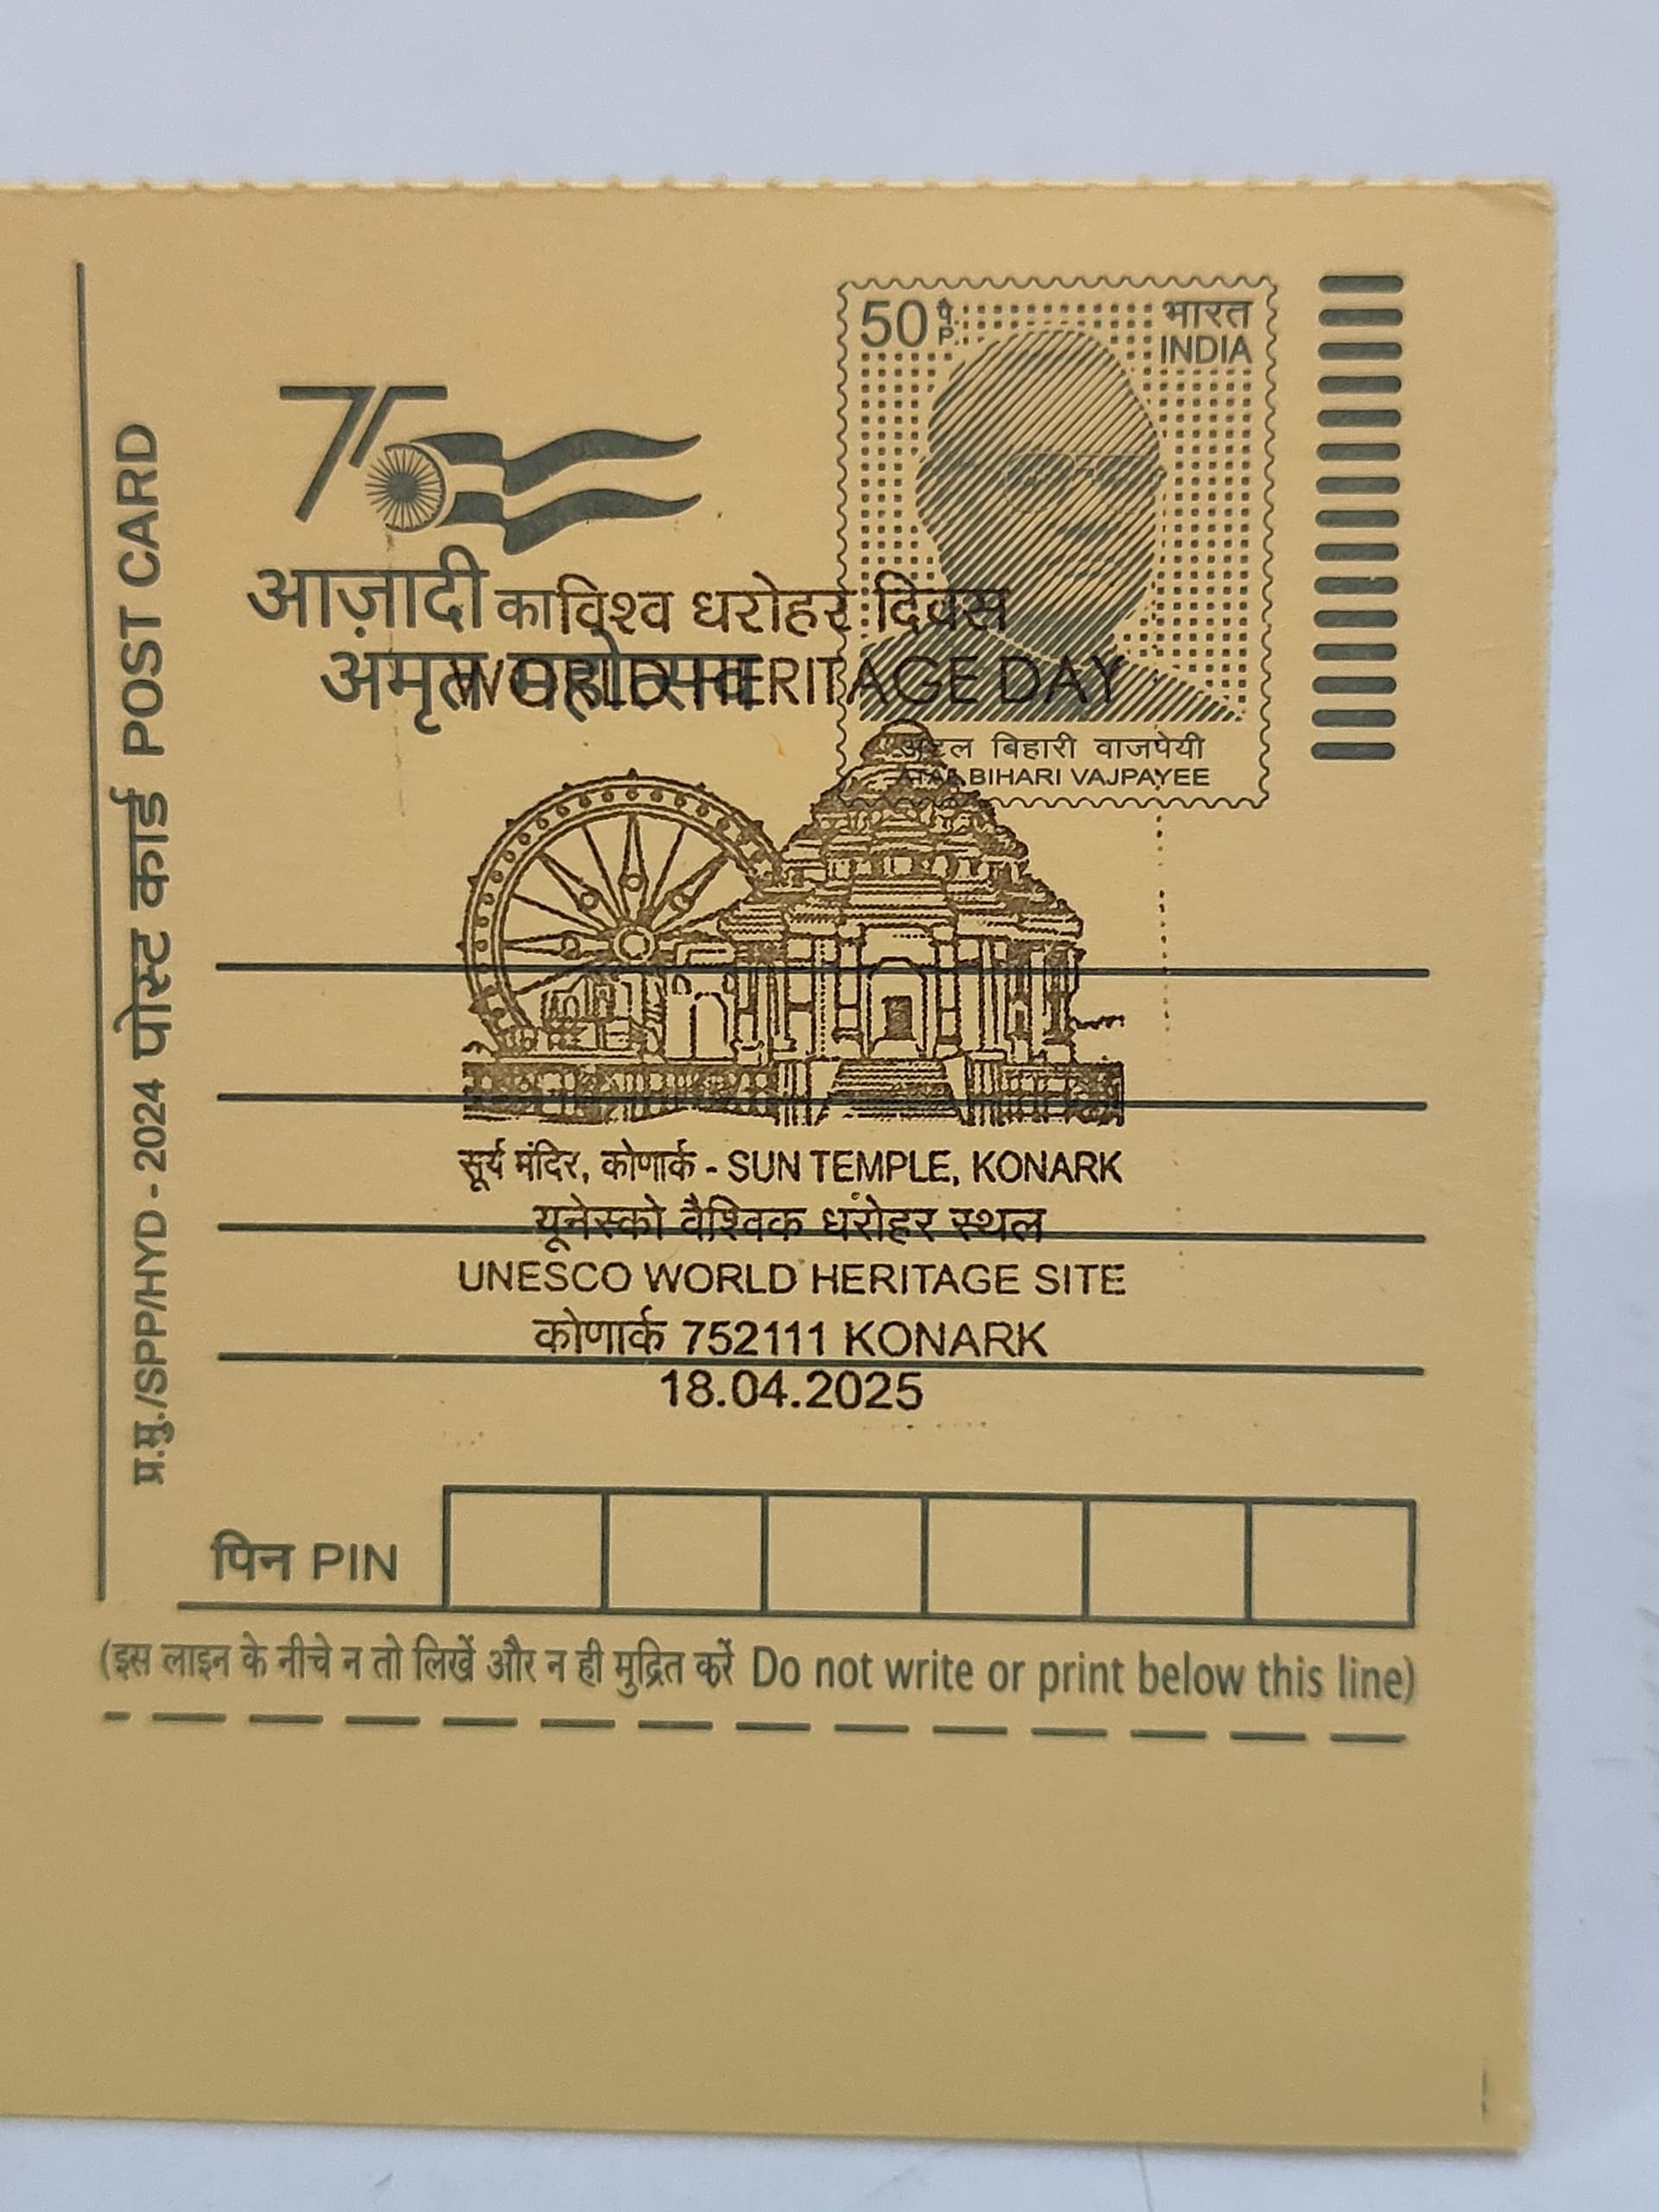 50 पै. P.
भारत
INDIA
75
आज़ादी का
अमृत महोत्सव
अटल बिहारी वाजपेयी
ATAL BIHARI VAJPAYEE
विश्व धरोहर दिवस
WORLD HERITAGE DAY
सूर्य मंदिर, कोणार्क - SUN TEMPLE, KONARK
यूनेस्को वैश्विक धरोहर स्थल
UNESCO WORLD HERITAGE SITE
कोणार्क 752111 KONARK
18.04.2025
प्र.मु./SPP/HYD - 2024 पोस्ट कार्ड POST CARD
पिन PIN
(इस लाइन के नीचे न तो लिखें और न ही मुद्रित करें Do not write or print below this line)